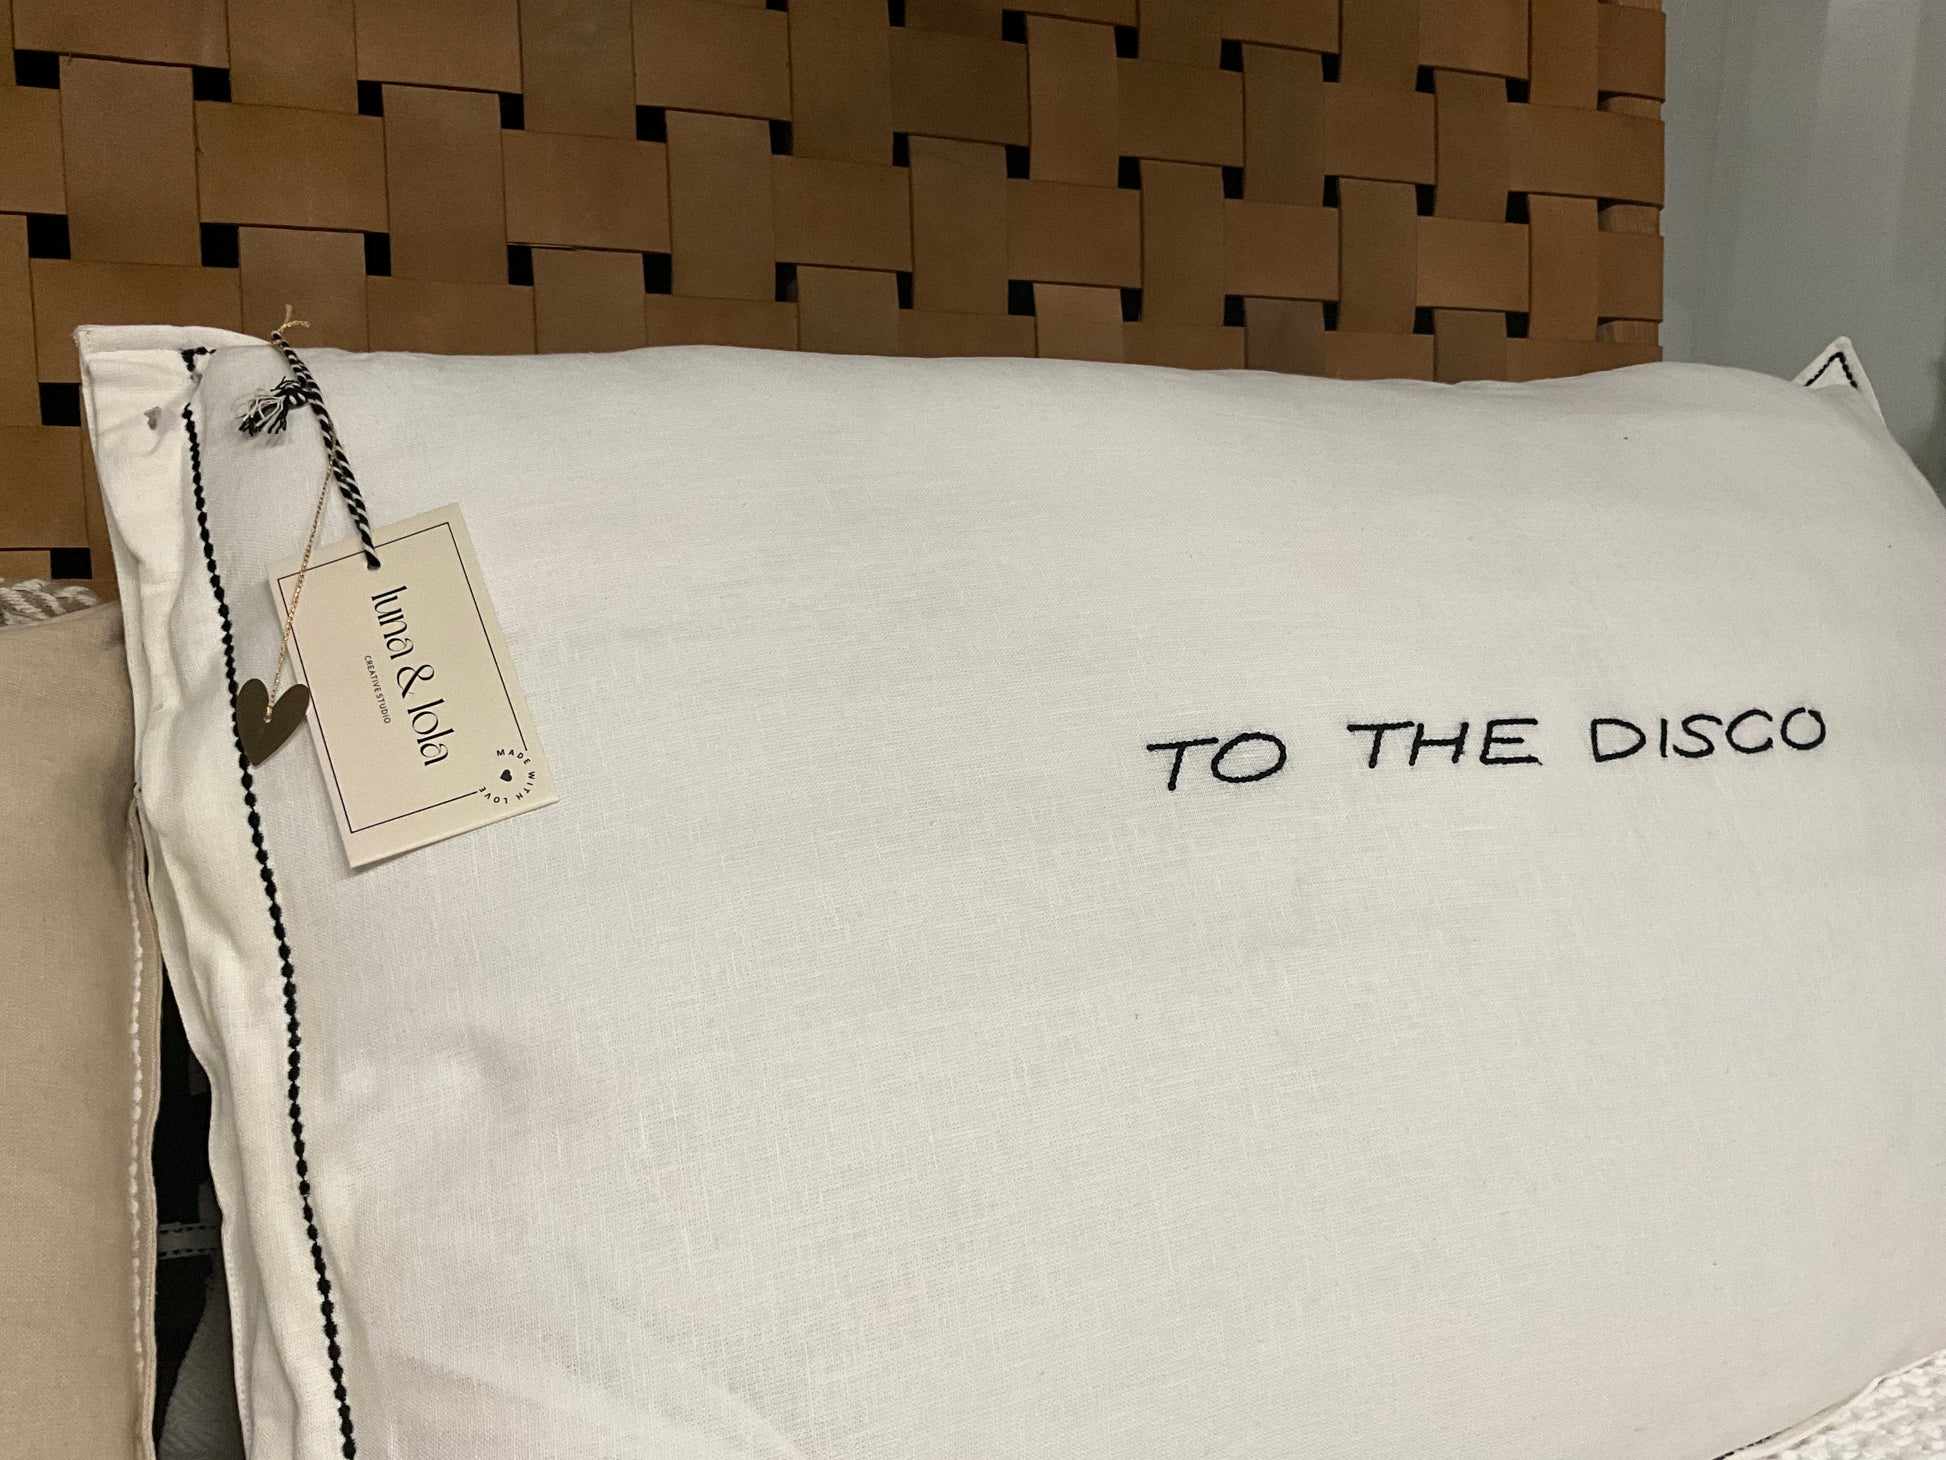 luna & lola
CREATIVE STUDIO
MADE WITH LOVE
TO THE DISCO